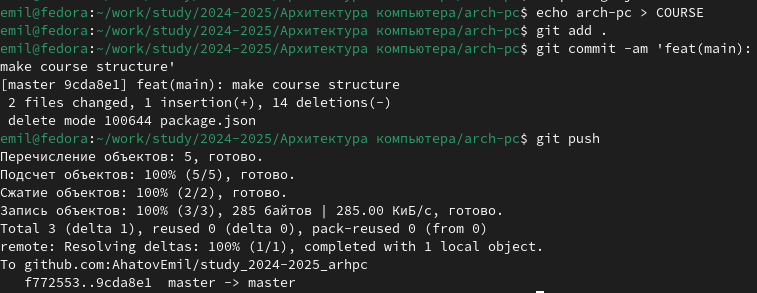 emil@fedora:~/work/study/2024-2025/Архитектура компьютера/arch-pc$ echo arch-pc > COURSE
emil@fedora:~/work/study/2024-2025/Архитектура компьютера/arch-pc$ git add .
emil@fedora:~/work/study/2024-2025/Архитектура компьютера/arch-pc$ git commit -am 'feat(main):
make course structure'
[master 9cda8e1] feat(main): make course structure
 2 files changed, 1 insertion(+), 14 deletions(-)
 delete mode 100644 package.json
emil@fedora:~/work/study/2024-2025/Архитектура компьютера/arch-pc$ git push
Перечисление объектов: 5, готово.
Подсчет объектов: 100% (5/5), готово.
Сжатие объектов: 100% (2/2), готово.
Запись объектов: 100% (3/3), 285 байтов | 285.00 КиБ/с, готово.
Total 3 (delta 1), reused 0 (delta 0), pack-reused 0 (from 0)
remote: Resolving deltas: 100% (1/1), completed with 1 local object.
To github.com:AhatovEmil/study_2024-2025_arhpc
   f772553..9cda8e1  master -> master